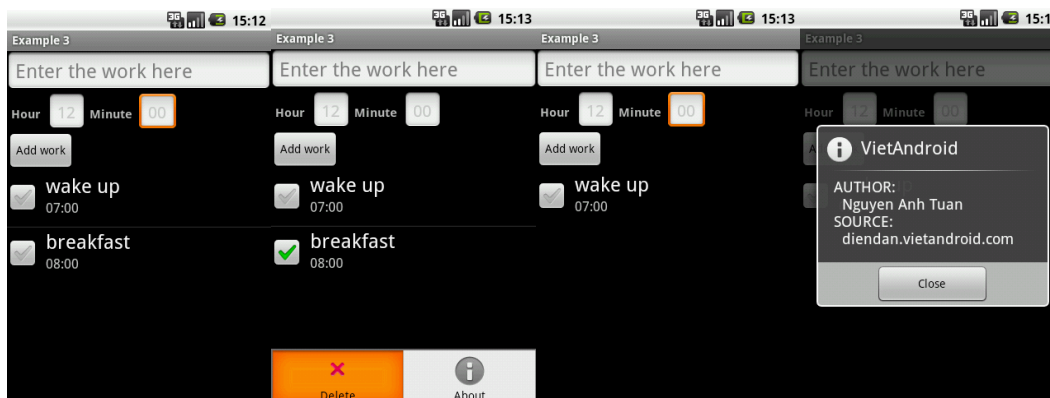 15:12
Example 3
Enter the work here
Hour 12 Minute 00
Add work
wake up
07:00
breakfast
08:00
15:13
Example 3
Enter the work here
Hour 12 Minute 00
Add work
wake up
07:00
breakfast
08:00
Delete About
15:13
Example 3
Enter the work here
Hour 12 Minute 00
Add work
wake up
07:00
15:1
Example 3
Enter the work here
Hour 12 Minute 00
VietAndroid
AUTHOR:
Nguyen Anh Tuan
SOURCE:
diendan.vietandroid.com
Close